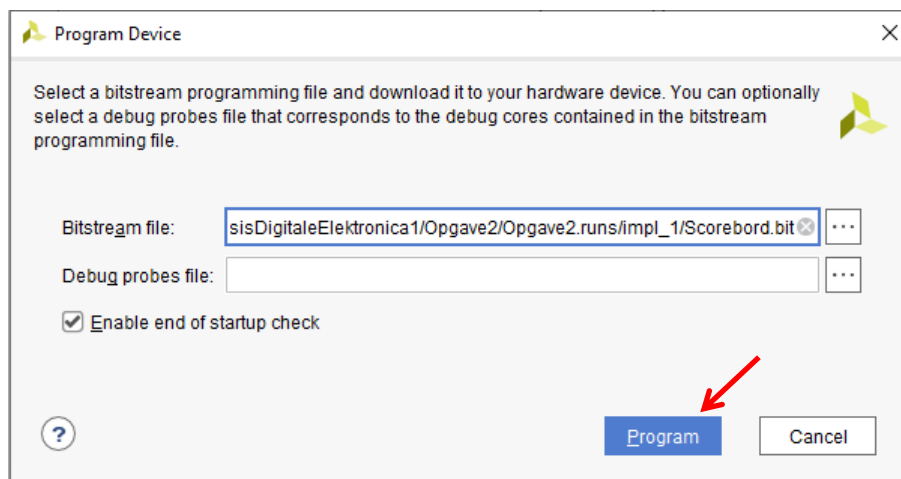 Program Device
Select a bitstream programming file and download it to your hardware device. You can optionally
select a debug probes file that corresponds to the debug cores contained in the bitstream
programming file.
Bitstream file: sisDigitaleElektronica1/Opgave2/Opgave2.runs/impl_1/Scorebord.bit ...
Debug probes file: ...
Enable end of startup check
? Program Cancel